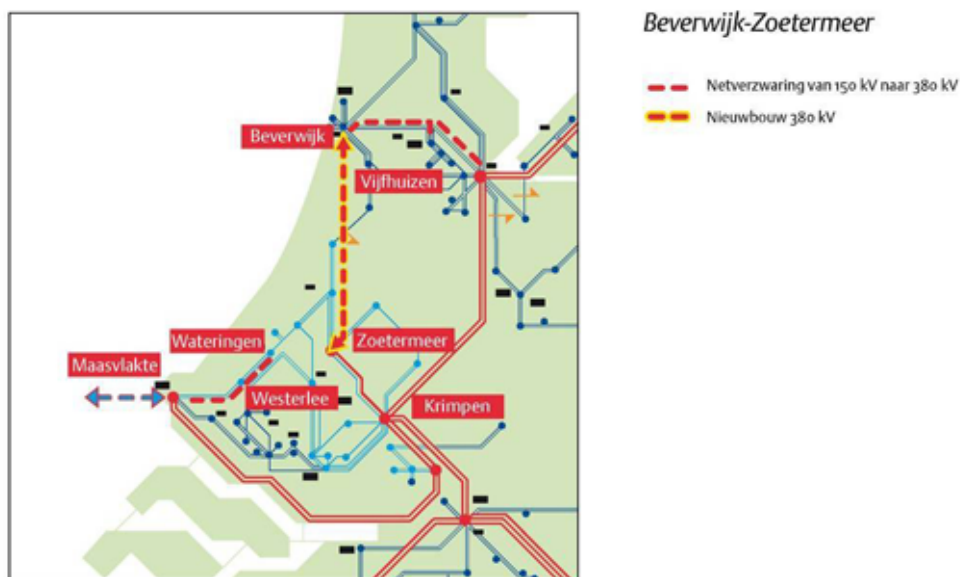 Beverwijk-Zoetermeer
Netverzwaring van 150 kV naar 380 kV
Nieuwbouw 380 kV
Beverwijk
Vijfhuizen
Wateringen
Zoetermeer
Maasvlakte
Westerlee
Krimpen